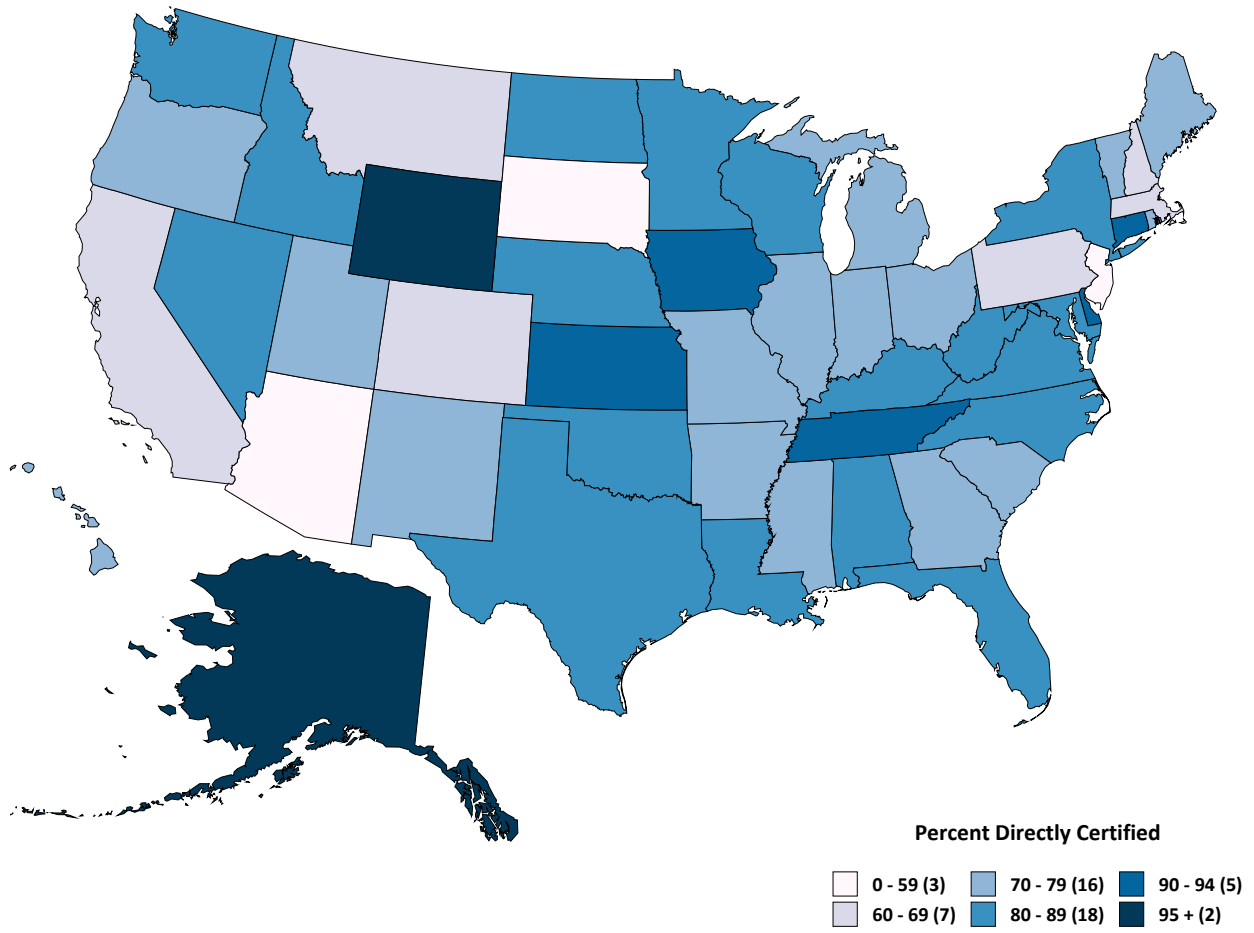 Percent Directly Certified
0 - 59 (3) 70 - 79 (16) 90 - 94 (5)
60 - 69 (7) 80 - 89 (18) 95 + (2)